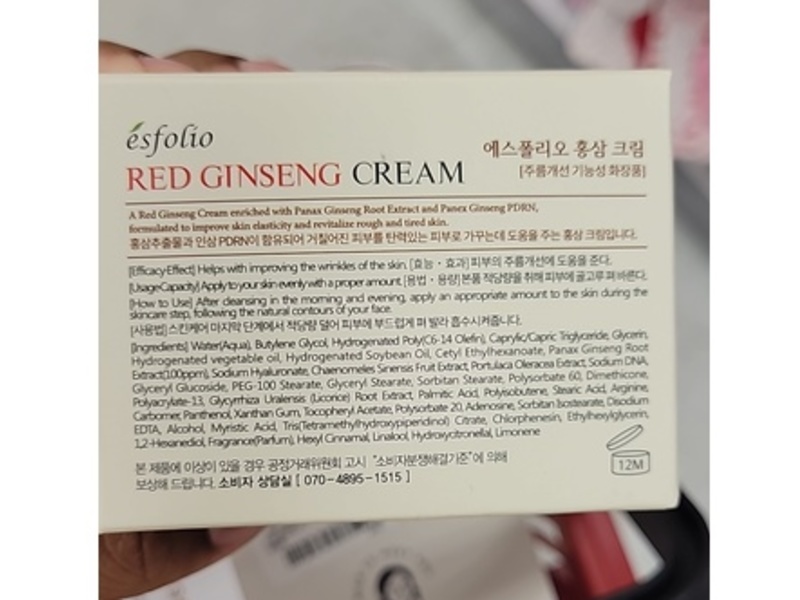 ésfolio
RED GINSENG CREAM
에스폴리오 홍삼 크림
[주름개선 기능성 화장품]
A Red Ginseng Cream enriched with Panax Ginseng Root Extract and Panex Ginseng PDRN,
formulated to improve skin elasticity and revitalize rough and tired skin.
홍삼추출물과 인삼 PDRN이 함유되어 거칠어진 피부를 탄력있는 피부로 가꾸는데 도움을 주는 홍삼 크림입니다.
[Efficacy·Effect] Helps with improving the wrinkles of the skin. [효능 · 효과] 피부의 주름개선에 도움을 준다.
[Usage·Capacity] Apply to your skin evenly with a proper amount. [용법 · 용량] 본품 적당량을 취해 피부에 골고루 펴 바른다.
[How to Use] After cleansing in the morning and evening, apply an appropriate amount to the skin during the
skincare step, following the natural contours of your face.
[사용법] 스킨케어 마지막 단계에서 적당량 덜어 피부에 부드럽게 펴 발라 흡수시켜줍니다.
[Ingredients] Water(Aqua), Butylene Glycol, Hydrogenated Poly(C6-14 Olefin), Caprylic/Capric Triglyceride, Glycerin,
Hydrogenated vegetable oil, Hydrogenated Soybean Oil, Cetyl Ethylhexanoate, Panax Ginseng Root
Extract(100ppm), Sodium Hyaluronate, Chaenomeles Sinensis Fruit Extract, Portulaca Oleracea Extract, Sodium DNA,
Glyceryl Glucoside, PEG-100 Stearate, Glyceryl Stearate, Sorbitan Stearate, Polysorbate 60, Dimethicone,
Polyacrylate-13, Glycyrrhiza Uralensis (Licorice) Root Extract, Palmitic Acid, Polyisobutene, Stearic Acid, Arginine,
Carbomer, Panthenol, Xanthan Gum, Tocopheryl Acetate, Polysorbate 20, Adenosine, Sorbitan Isostearate, Disodium
EDTA, Alcohol, Myristic Acid, Tris(Tetramethylhydroxypiperidinol) Citrate, Chlorphenesin, Ethylhexylglycerin,
1,2-Hexanediol, Fragrance(Parfum), Hexyl Cinnamal, Linalool, Hydroxycitronellal, Limonene
본 제품에 이상이 있을 경우 공정거래위원회 고시 "소비자분쟁해결기준"에 의해
보상해 드립니다. 소비자 상담실 [ 070-4895-1515 ]
12M